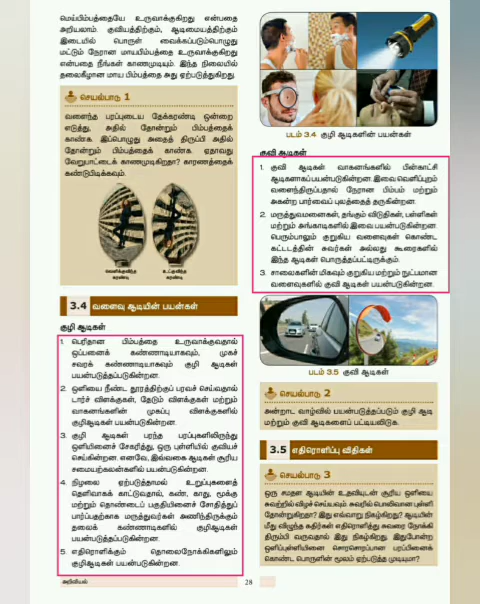 மெய்பிம்பத்தையே உருவாக்குகிறது என்பதை
அறியலாம். குவியத்திற்கும், ஆடிமையத்திற்கும்
இடையில் பொருள் வைக்கப்படும்பொழுது
மட்டும் நேரான மாயபிம்பத்தை உருவாக்குகிறது
என்பதை நீங்கள் காணமுடியும். இந்த நிலையில்
தலைகீழான மாய பிம்பத்தை அது ஏற்படுத்துகிறது.
செயல்பாடு 1
வளைந்த பரப்புடைய தேக்கரண்டி ஒன்றை
எடுத்து, அதில் தோன்றும் பிம்பத்தைக்
காண்க. இப்பொழுது அதைத் திருப்பி அதில்
தோன்றும் பிம்பத்தைக் காண்க. ஏதாவது
வேறுபாட்டைக் காணமுடிகிறதா? காரணத்தைக்
கண்டுபிடிக்கவும்.
வெளிக்குவிந்த
கரண்டி
உட்குவிந்த
கரண்டி
3.4 வளைவு ஆடியின் பயன்கள்
குழி ஆடிகள்
1. பெரிதான பிம்பத்தை உருவாக்குவதால்
ஒப்பனைக் கண்ணாடியாகவும், முகச்
சவரக் கண்ணாடியாகவும் குழி ஆடிகள்
பயன்படுத்தப்படுகின்றன.
2. ஒளியை நீண்ட தூரத்திற்குப் பரவச் செய்வதால்
டார்ச் விளக்குகள், தேடும் விளக்குகள் மற்றும்
வாகனங்களின் முகப்பு விளக்குகளில்
குழிஆடிகள் பயன்படுகின்றன.
3. குழி ஆடிகள் பரந்த பரப்புகளிலிருந்து
ஒளியினைச் சேகரித்து, ஒரு புள்ளியில் குவியச்
செய்கின்றன. எனவே, இவ்வகை ஆடிகள் சூரிய
சமையற்கலன்களில் பயன்படுகின்றன.
4. நிழலை ஏற்படுத்தாமல் உறுப்புகளைத்
தெளிவாகக் காட்டுவதால், கண், காது, மூக்கு
மற்றும் தொண்டைப் பகுதியினைச் சோதித்துப்
பார்ப்பதற்காக மருத்துவர்கள் அணிந்திருக்கும்
தலைக் கண்ணாடிகளில் குழிஆடிகள்
பயன்படுத்தப்படுகின்றன.
5. எதிரொளிக்கும் தொலைநோக்கிகளிலும்
குழிஆடிகள் பயன்படுகின்றன.
படம் 3.4 குழி ஆடிகளின் பயன்கள்
குவி ஆடிகள்
1. குவி ஆடிகள் வாகனங்களில் பின்காட்சி
ஆடிகளாகப் பயன்படுகின்றன. இவை வெளிப்புறம்
வளைந்திருப்பதால் நேரான பிம்பம் மற்றும்
அகன்ற பார்வைப் புலத்தைத் தருகின்றன.
2. மருத்துவமனைகள், தங்கும் விடுதிகள், பள்ளிகள்
மற்றும் அங்காடிகளில் இவை பயன்படுகின்றன.
பெரும்பாலும் குறுகிய வளைவுகள் கொண்ட
கட்டடத்தின் சுவர்கள் அல்லது கூரைகளில்
இந்த ஆடிகள் பொருத்தப்பட்டிருக்கும்.
3. சாலைகளின் மிகவும் குறுகிய மற்றும் நுட்பமான
வளைவுகளில் குவி ஆடிகள் பயன்படுகின்றன.
படம் 3.5 குவி ஆடிகள்
செயல்பாடு 2
அன்றாட வாழ்வில் பயன்படுத்தப்படும் குழி ஆடி
மற்றும் குவி ஆடிகளைப் பட்டியலிடுக.
3.5 எதிரொளிப்பு விதிகள்
செயல்பாடு 3
ஒரு சமதள ஆடியின் உதவியுடன் சூரிய ஒளியை
சுவற்றில் விழச் செய்யவும். சுவரில் பொலிவான புள்ளி
தோன்றுகிறதா? இது எவ்வாறு நிகழ்கிறது? ஆடியின்
மீது விழுந்த கதிர்கள் எதிரொளித்து சுவரை நோக்கி
திரும்பி வருவதால் இது நிகழ்கிறது. இதுபோன்ற
ஒளிப்புள்ளியினை சொரசொரப்பான பரப்பினைக்
கொண்ட பொருளின் மூலம் ஏற்படுத்த முடியுமா?
அறிவியல்
28